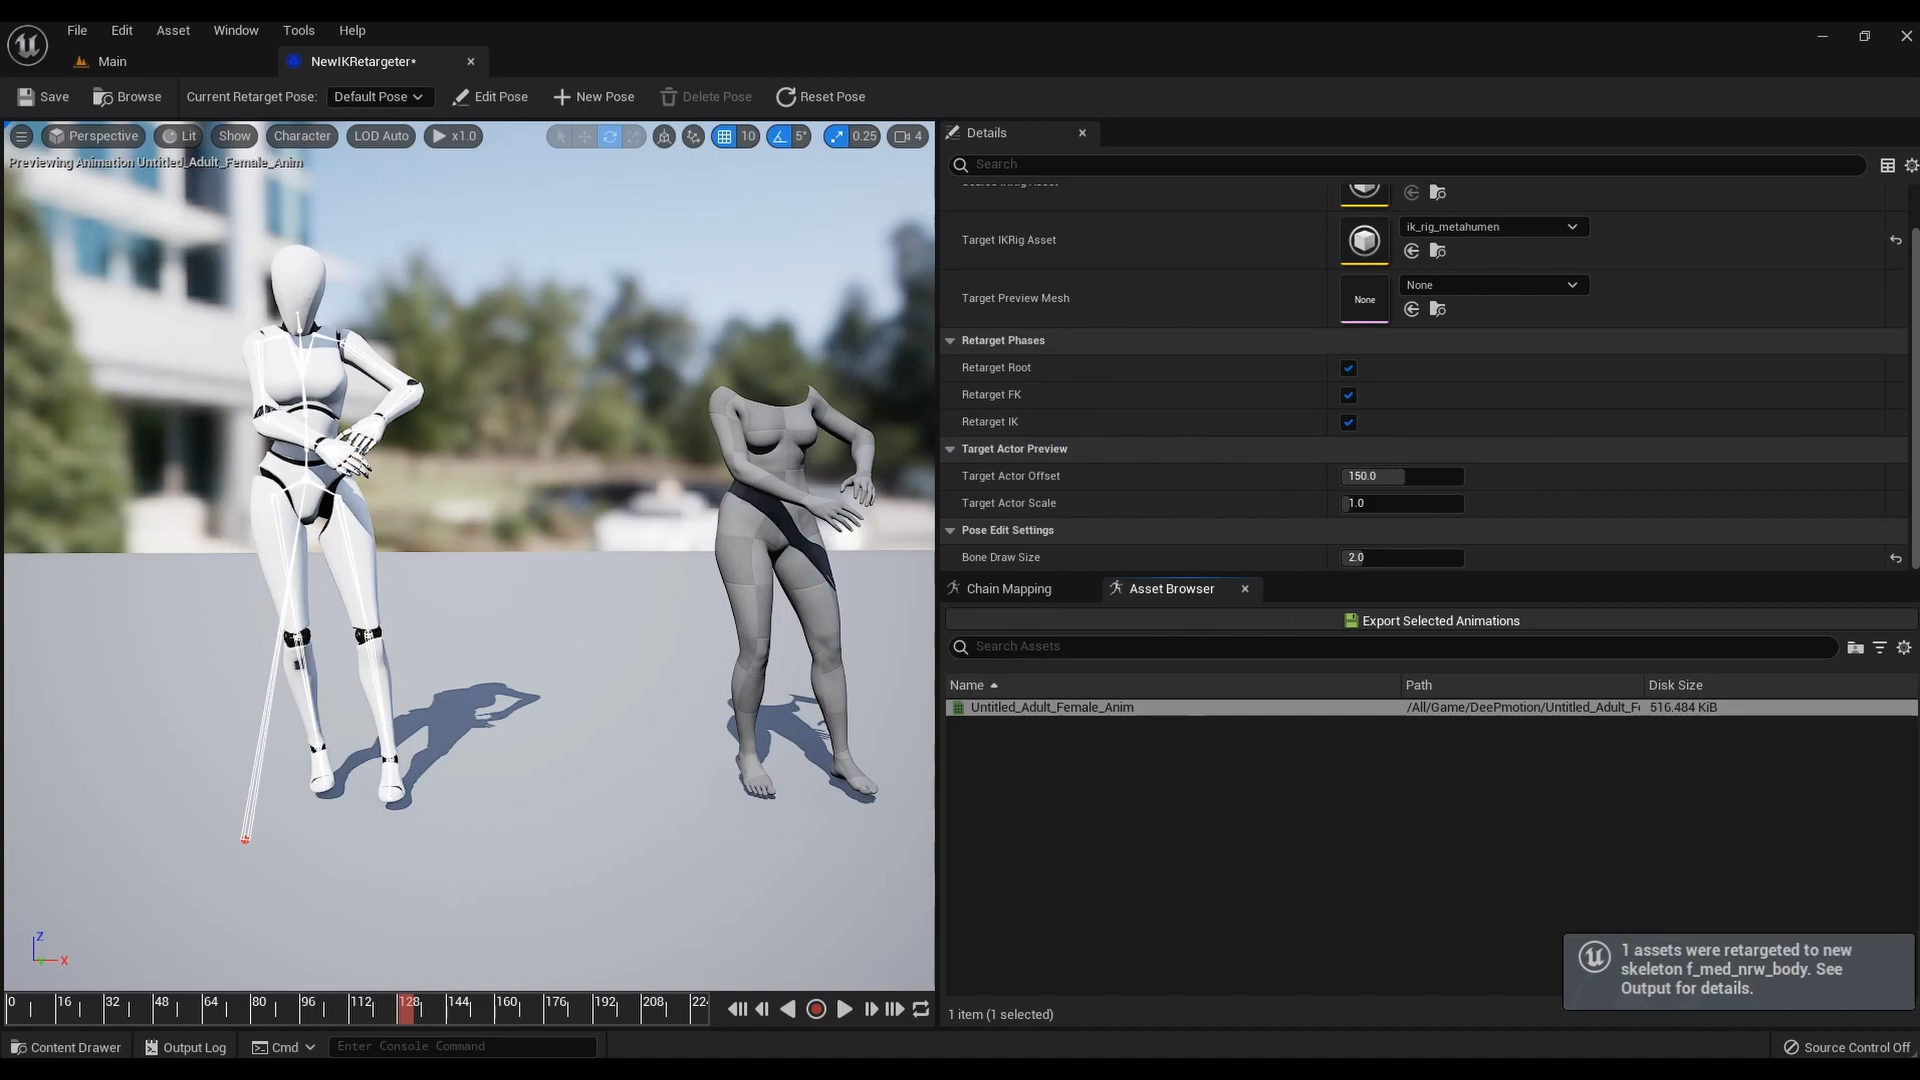 File Edit Asset Window Tools Help
Main
NewIKRetargeter*
Save Browse Current Retarget Pose: Default Pose Edit Pose New Pose Delete Pose Reset Pose
Perspective Lit Show Character LOD Auto x1.0 10 5° 0.25 4
Previewing Animation Untitled_Adult_Female_Anim
Details
Search
Source IKRig Asset
Target IKRig Asset
ik_rig_metahumen
Target Preview Mesh
None
None
Retarget Phases
Retarget Root
Retarget FK
Retarget IK
Target Actor Preview
Target Actor Offset 150.0
Target Actor Scale 1.0
Pose Edit Settings
Bone Draw Size 2.0
Chain Mapping Asset Browser
Export Selected Animations
Search Assets
Name Path Disk Size
Untitled_Adult_Female_Anim /All/Game/DeePmotion/Untitled_Adult_F 516.484 KiB
Z
X
1 assets were retargeted to new
skeleton f_med_nrw_body. See
Output for details.
0 16 32 48 64 80 96 112 128 144 160 176 192 208 22
1 item (1 selected)
Content Drawer Output Log Cmd Enter Console Command Source Control Off